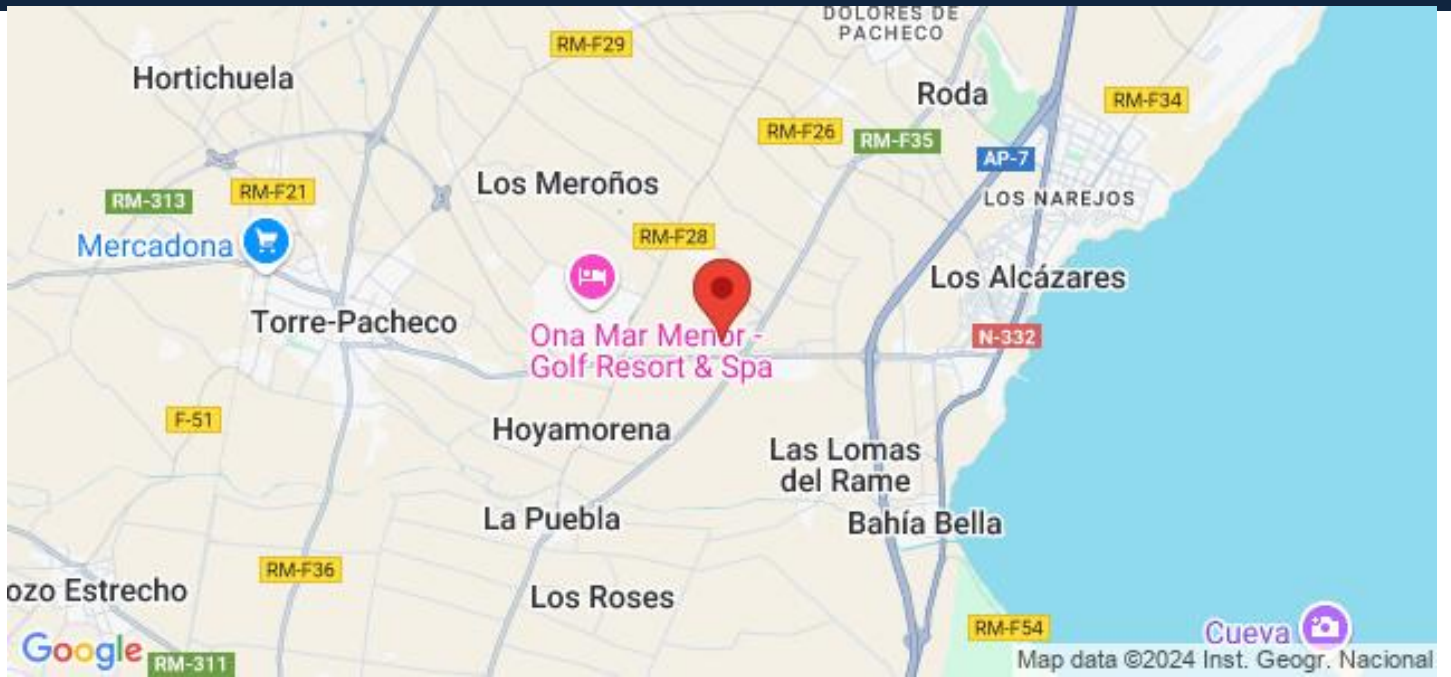 DOLORES DE
PACHECO
RM-F29
Hortichuela
Roda
RM-F34
RM-F26
RM-F35
AP-7
Los Meroños
RM-F21
RM-313
LOS NAREJOS
Mercadona
RM-F28
Los Alcázares
Torre-Pacheco
Ona Mar Menor -
Golf Resort & Spa
N-332
F-51
Hoyamorena
Las Lomas
del Rame
La Puebla
Bahía Bella
RM-F36
ozo Estrecho
Los Roses
RM-F54
Cueva
Google
RM-311
Map data ©2024 Inst. Geogr. Nacional